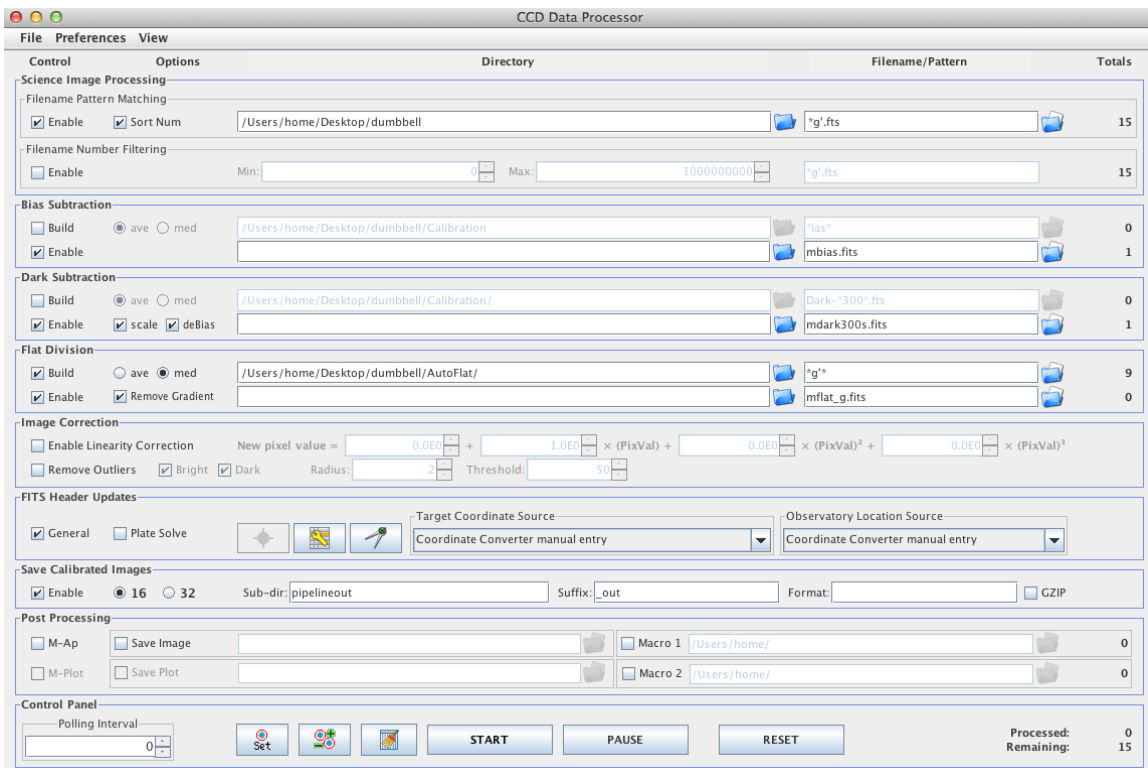 CCD Data Processor
File Preferences View
Control Options Directory Filename/Pattern Totals
Science Image Processing
Filename Pattern Matching
Enable Sort Num /Users/home/Desktop/dumbbell *g'.fts 15
Filename Number Filtering
Enable Min: 0 Max: 1000000000 *g'.fts 15
Bias Subtraction
Build ave med /Users/home/Desktop/dumbbell/Calibration *ias* 0
Enable mbias.fits 1
Dark Subtraction
Build ave med /Users/home/Desktop/dumbbell/Calibration/ Dark-*300*.fts 0
Enable scale deBias mdark300s.fits 1
Flat Division
Build ave med /Users/home/Desktop/dumbbell/AutoFlat/ *g'* 9
Enable Remove Gradient mflat_g.fits 0
Image Correction
Enable Linearity Correction New pixel value = 0.0E0 + 1.0E0 × (PixVal) + 0.0E0 × (PixVal)² + 0.0E0 × (PixVal)³
Remove Outliers Bright Dark Radius: 2 Threshold: 50
FITS Header Updates
Target Coordinate Source Observatory Location Source
General Plate Solve Coordinate Converter manual entry Coordinate Converter manual entry
Save Calibrated Images
Enable 16 32 Sub-dir: pipelineout Suffix: _out Format: GZIP
Post Processing
M-Ap Save Image Macro 1 /Users/home/ 0
M-Plot Save Plot Macro 2 /Users/home/ 0
Control Panel
Polling Interval
0 Set START PAUSE RESET
Processed: 0
Remaining: 15